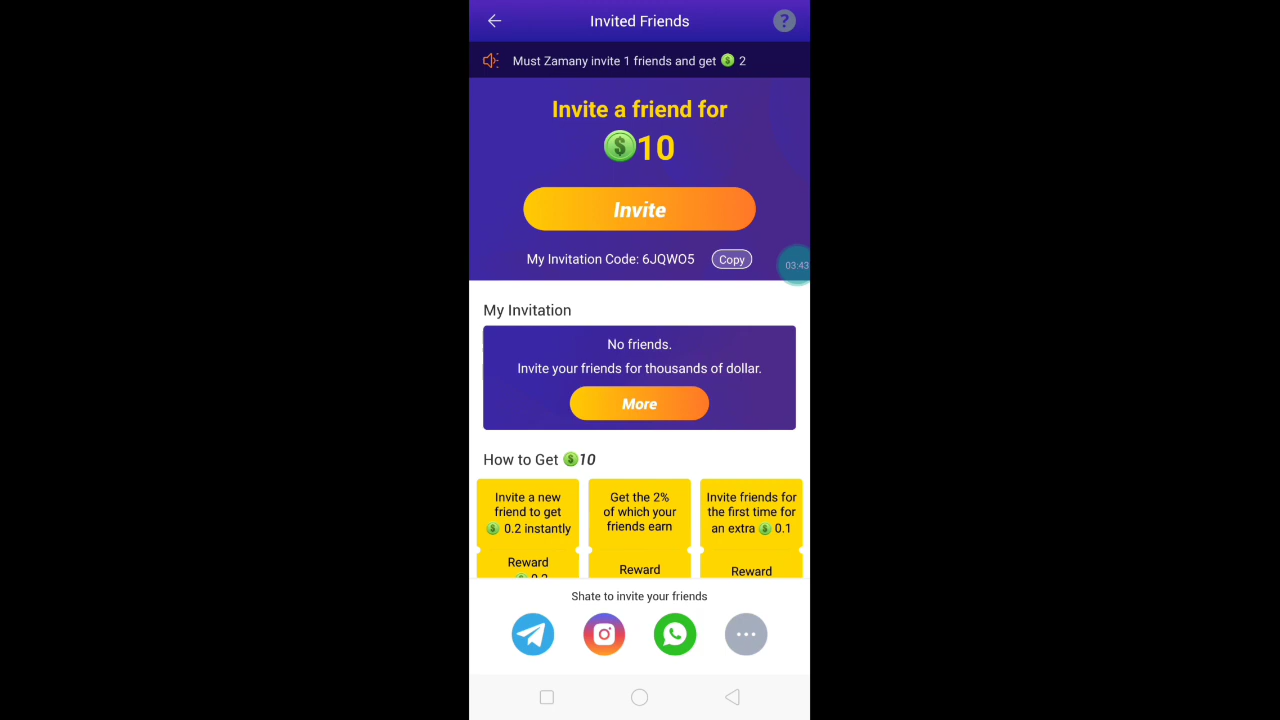 Invited Friends
?
Must Zamany invite 1 friends and get $ 2
Invite a friend for
$10
Invite
My Invitation Code: 6JQWO5 Copy
03:43
My Invitation
No friends.
Invite your friends for thousands of dollar.
More
How to Get $10
Invite a new
friend to get
$ 0.2 instantly
Reward
Get the 2%
of which your
friends earn
Reward
Invite friends for
the first time for
an extra $ 0.1
Reward
Shate to invite your friends